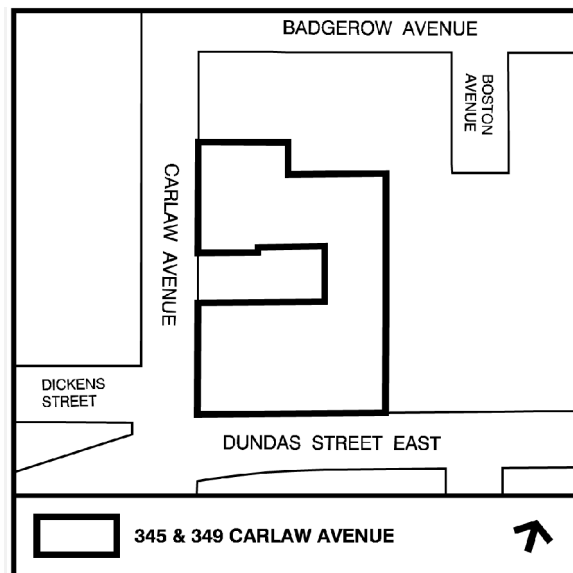 BADGEROW AVENUE
BOSTON
AVENUE
CARLAW AVENUE
DICKENS
STREET
DUNDAS STREET EAST
345 & 349 CARLAW AVENUE